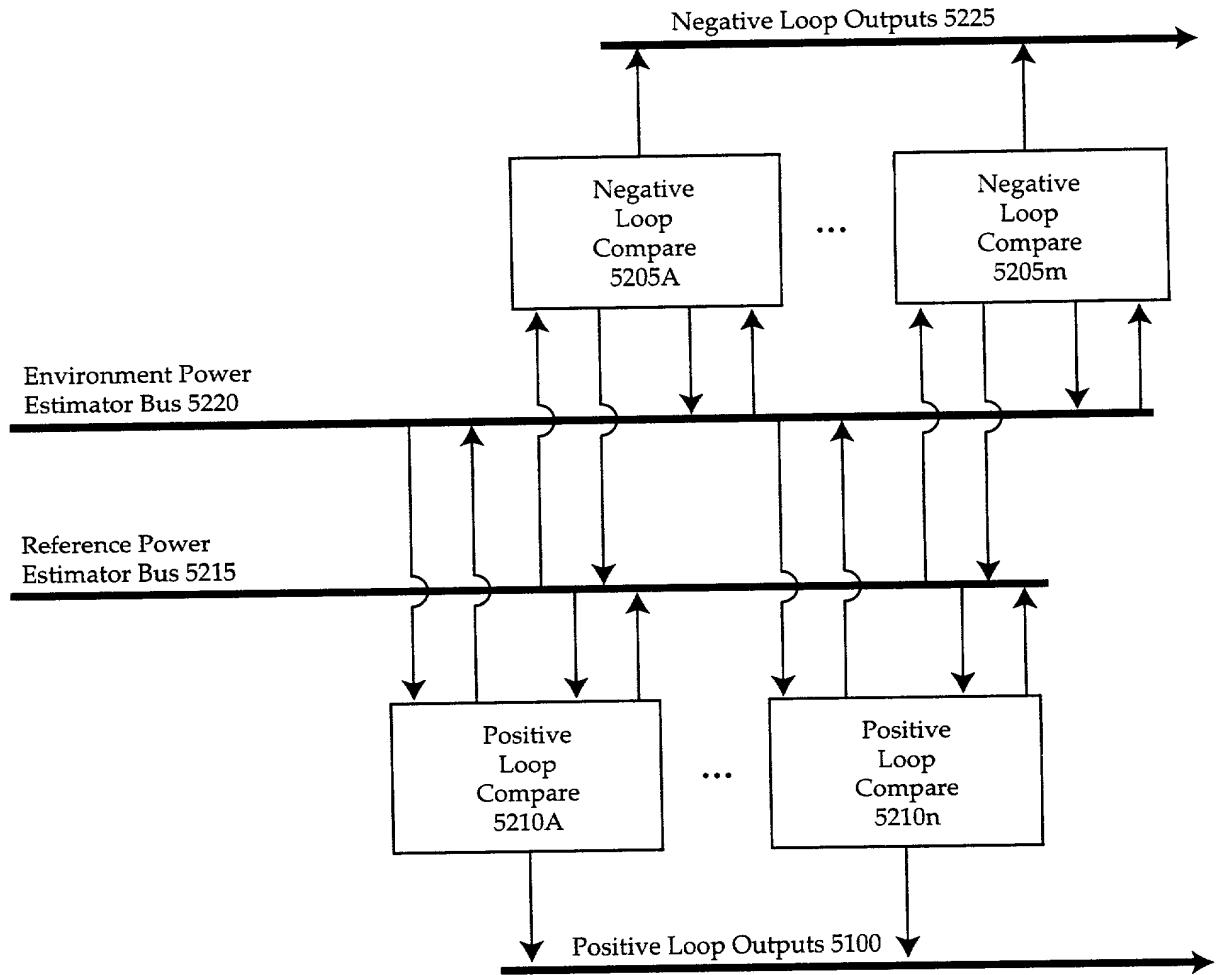 Negative Loop Outputs 5225
Negative
Loop
Compare
5205A
...
Negative
Loop
Compare
5205m
Environment Power
Estimator Bus 5220
Reference Power
Estimator Bus 5215
Positive
Loop
Compare
5210A
...
Positive
Loop
Compare
5210n
Positive Loop Outputs 5100